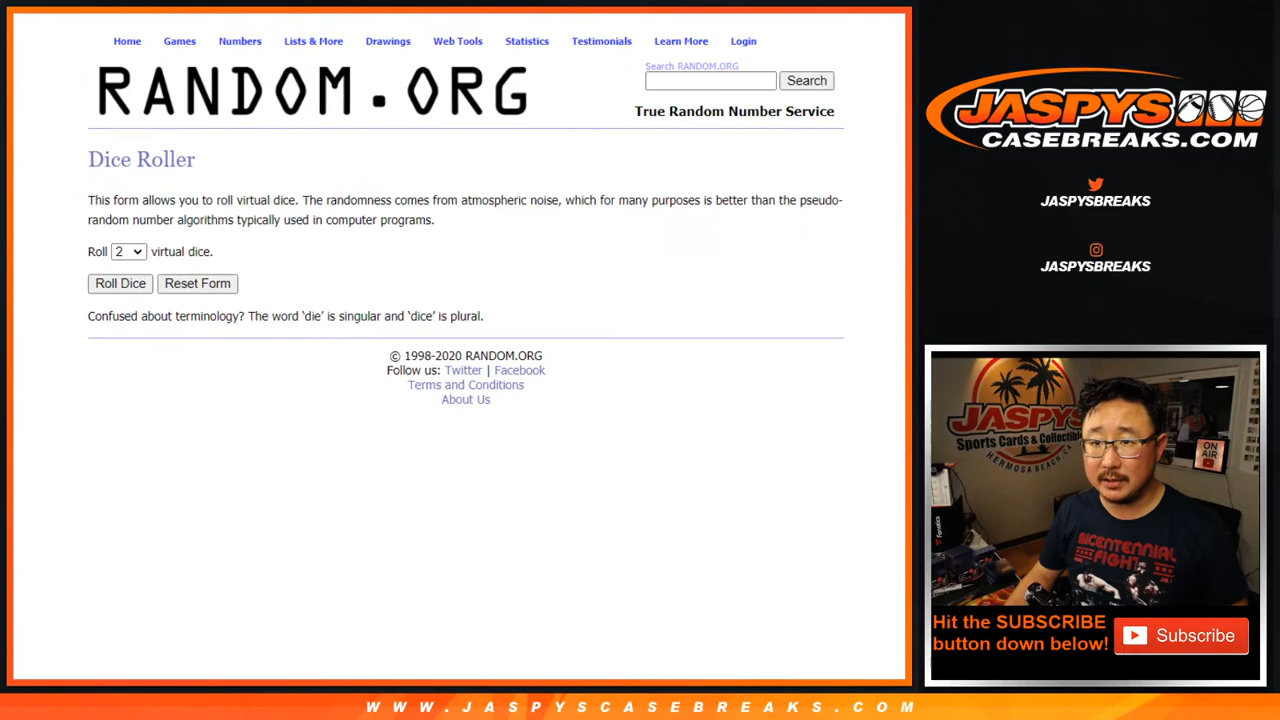 Home Games Numbers Lists & More Drawings Web Tools Statistics Testimonials Learn More Login
RANDOM.ORG
Search RANDOM.ORG
Search
True Random Number Service
Dice Roller
This form allows you to roll virtual dice. The randomness comes from atmospheric noise, which for many purposes is better than the pseudo-
random number algorithms typically used in computer programs.
Roll 2 virtual dice.
Roll Dice Reset Form
Confused about terminology? The word ‘die’ is singular and ‘dice’ is plural.
© 1998-2020 RANDOM.ORG
Follow us: Twitter | Facebook
Terms and Conditions
About Us
JASPYS
CASEBREAKS.COM
JASPYSBREAKS
JASPYSBREAKS
JASPYS
Sports Cards & Collectibl
HERMOSA BEACH, CA
ON
AIR
Fanatics
BICENTENNIAL
FIGHT
Hit the SUBSCRIBE
button down below!
Subscribe
WWW.JASPYSCASEBREAKS.COM